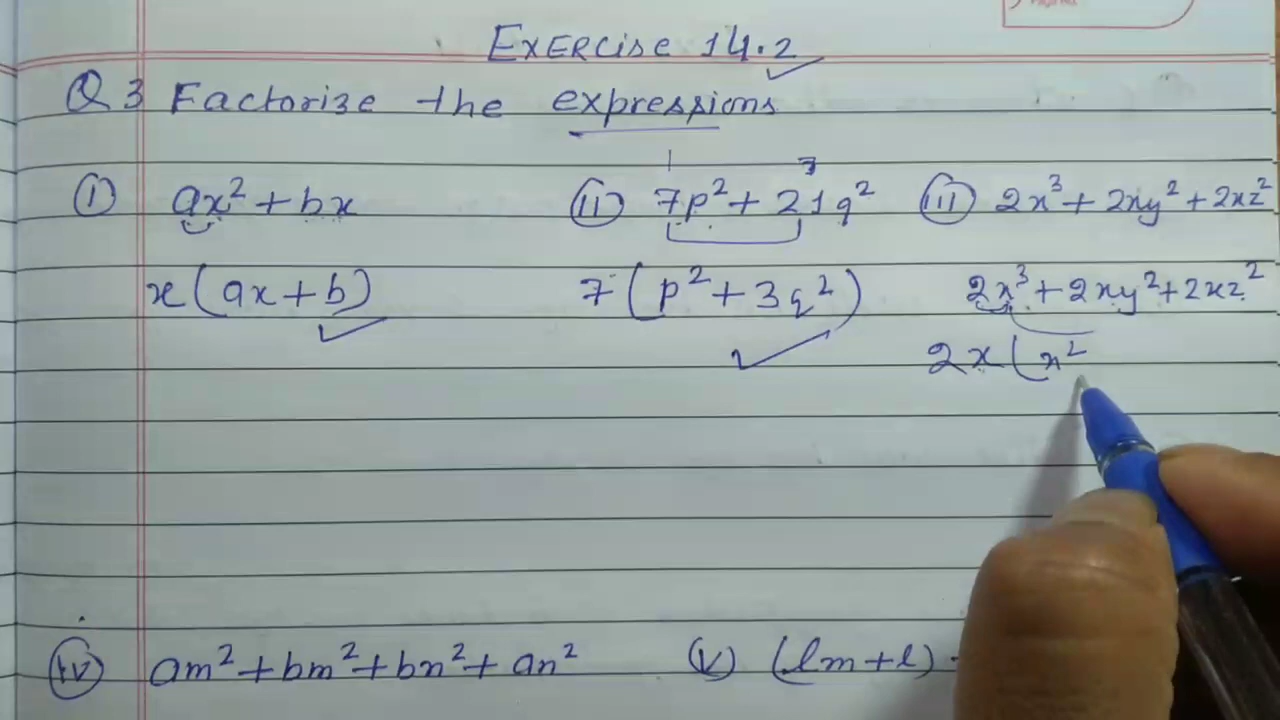 Exercise 14.2
Q 3 Factorize the expressions
(i) ax² + bx (ii) 7p² + 21q² (iii) 2x³ + 2xy² + 2xz²
x(ax + b) 7(p² + 3q²) 2x³ + 2xy² + 2xz²
2x(x²
(iv) am² + bm² + bn² + an² (v) (lm + l)